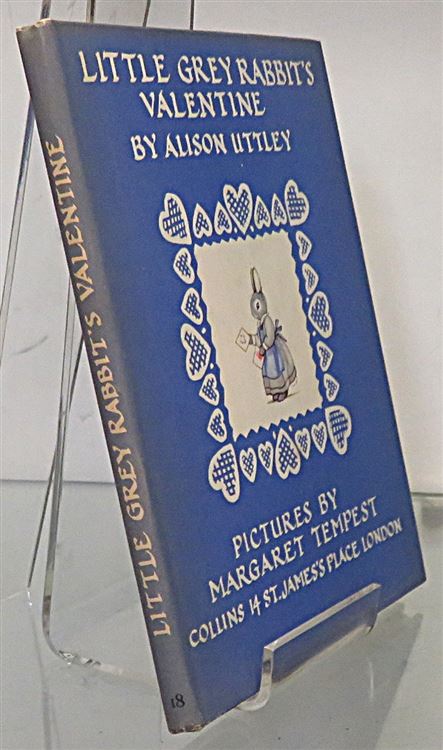 LITTLE GREY RABBIT'S
VALENTINE
BY ALISON UTTLEY
PICTURES BY
MARGARET TEMPEST
COLLINS 14 ST. JAMES'S PLACE LONDON
LITTLE GREY RABBIT'S VALENTINE
18